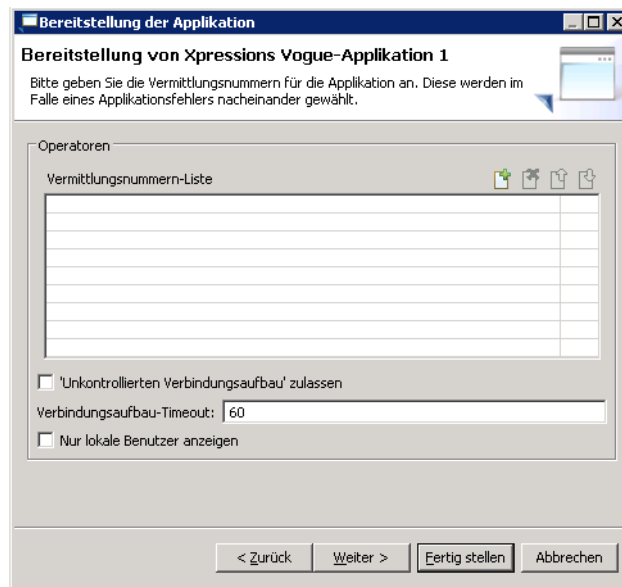 Bereitstellung der Applikation
Bereitstellung von Xpressions Vogue-Applikation 1
Bitte geben Sie die Vermittlungsnummern für die Applikation an. Diese werden im
Falle eines Applikationsfehlers nacheinander gewählt.
Operatoren
Vermittlungsnummern-Liste
'Unkontrollierten Verbindungsaufbau' zulassen
Verbindungsaufbau-Timeout: 60
Nur lokale Benutzer anzeigen
< Zurück Weiter > Fertig stellen Abbrechen